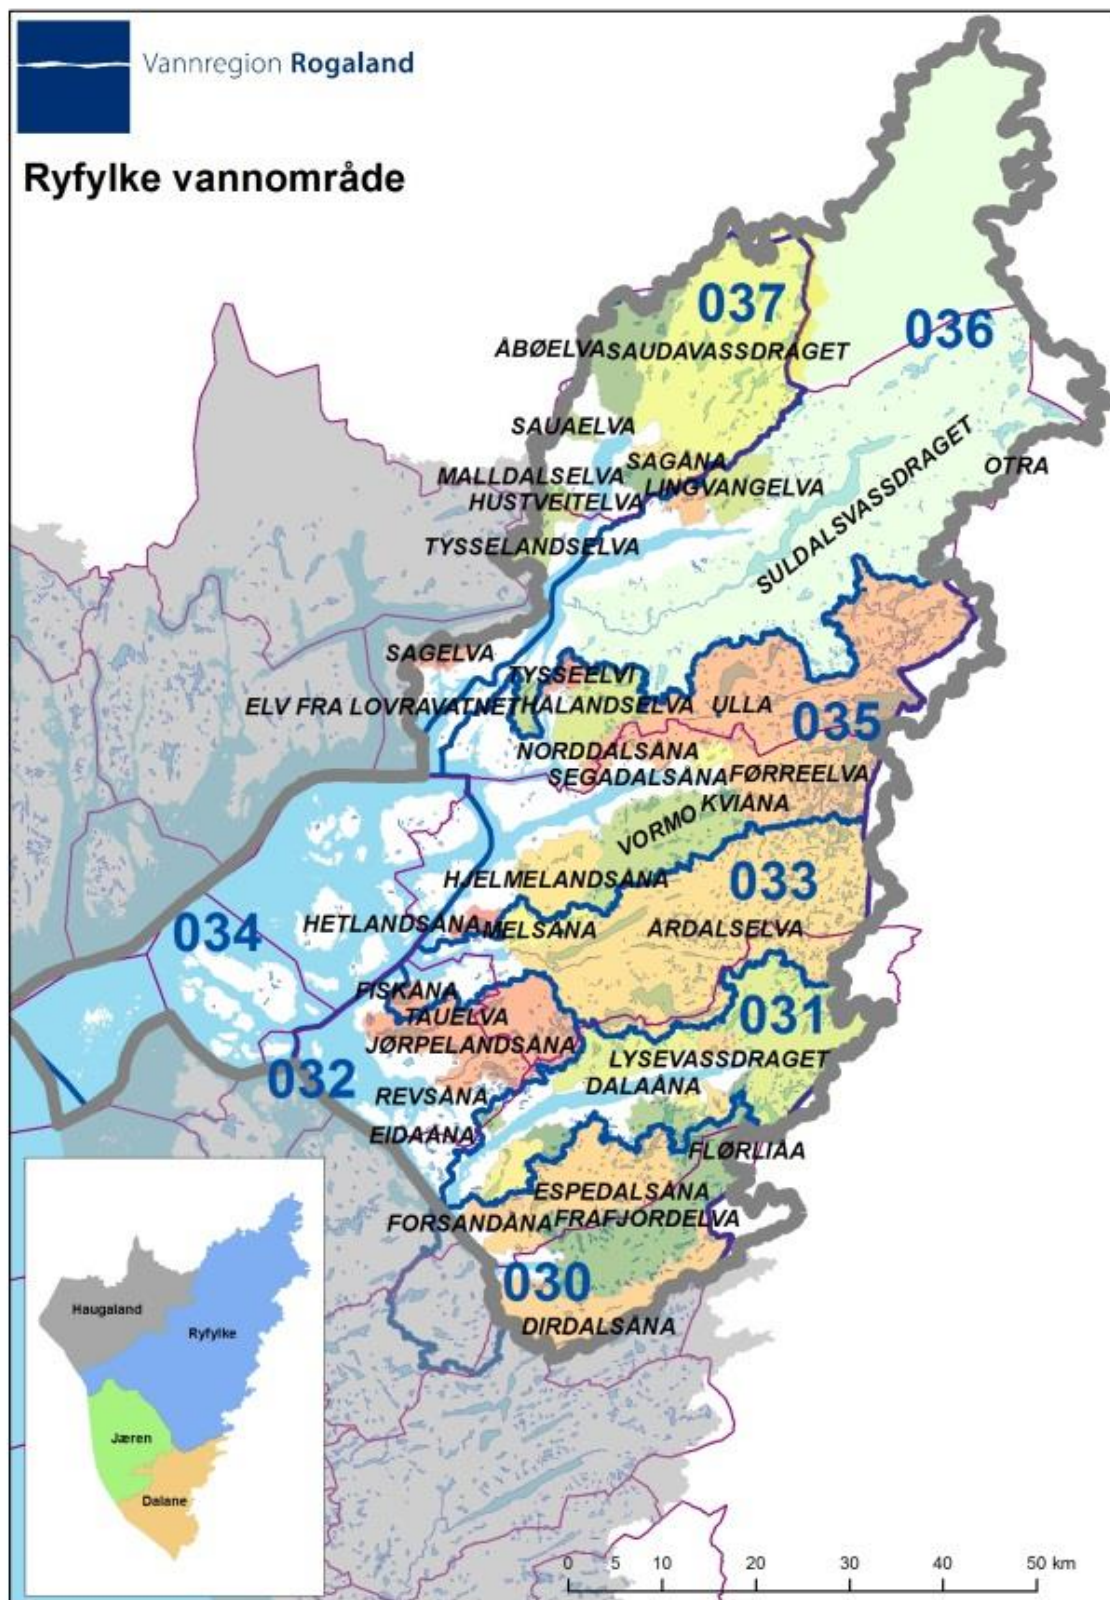 Vannregion Rogaland
Ryfylke vannområde
037
036
ÅBØELVA SAUDAVASSDRAGET
SAUAELVA
SAGÅNA
MALLDALSELVA
OTRA
LINGVANGELVA
HUSTVEITELVA
TYSSELANDSELVA
SULDALSVASSDRAGET
SAGELVA
TYSSEELVI
ELV FRA LOVRAVATNET HÅLANDSELVA ULLA
035
NORDDALSÅNA
SEGADALSÅNA FØRREELVA
KVIÅNA
VORMO
033
HJELMELANDSÅNA
HETLANDSÅNA MELSÅNA ÅRDALSELVA
034
FISKÅNA
TAUELVA
031
JØRPELANDSÅNA
LYSEVASSDRAGET
032
DALAÅNA
REVSÅNA
EIDAÅNA
FLØRLIÅA
ESPEDALSÅNA
FORSANDÅNA FRAFJORDELVA
030
DIRDALSÅNA
Haugaland
Ryfylke
Jæren
Dalane
0 5 10 20 30 40 50 km